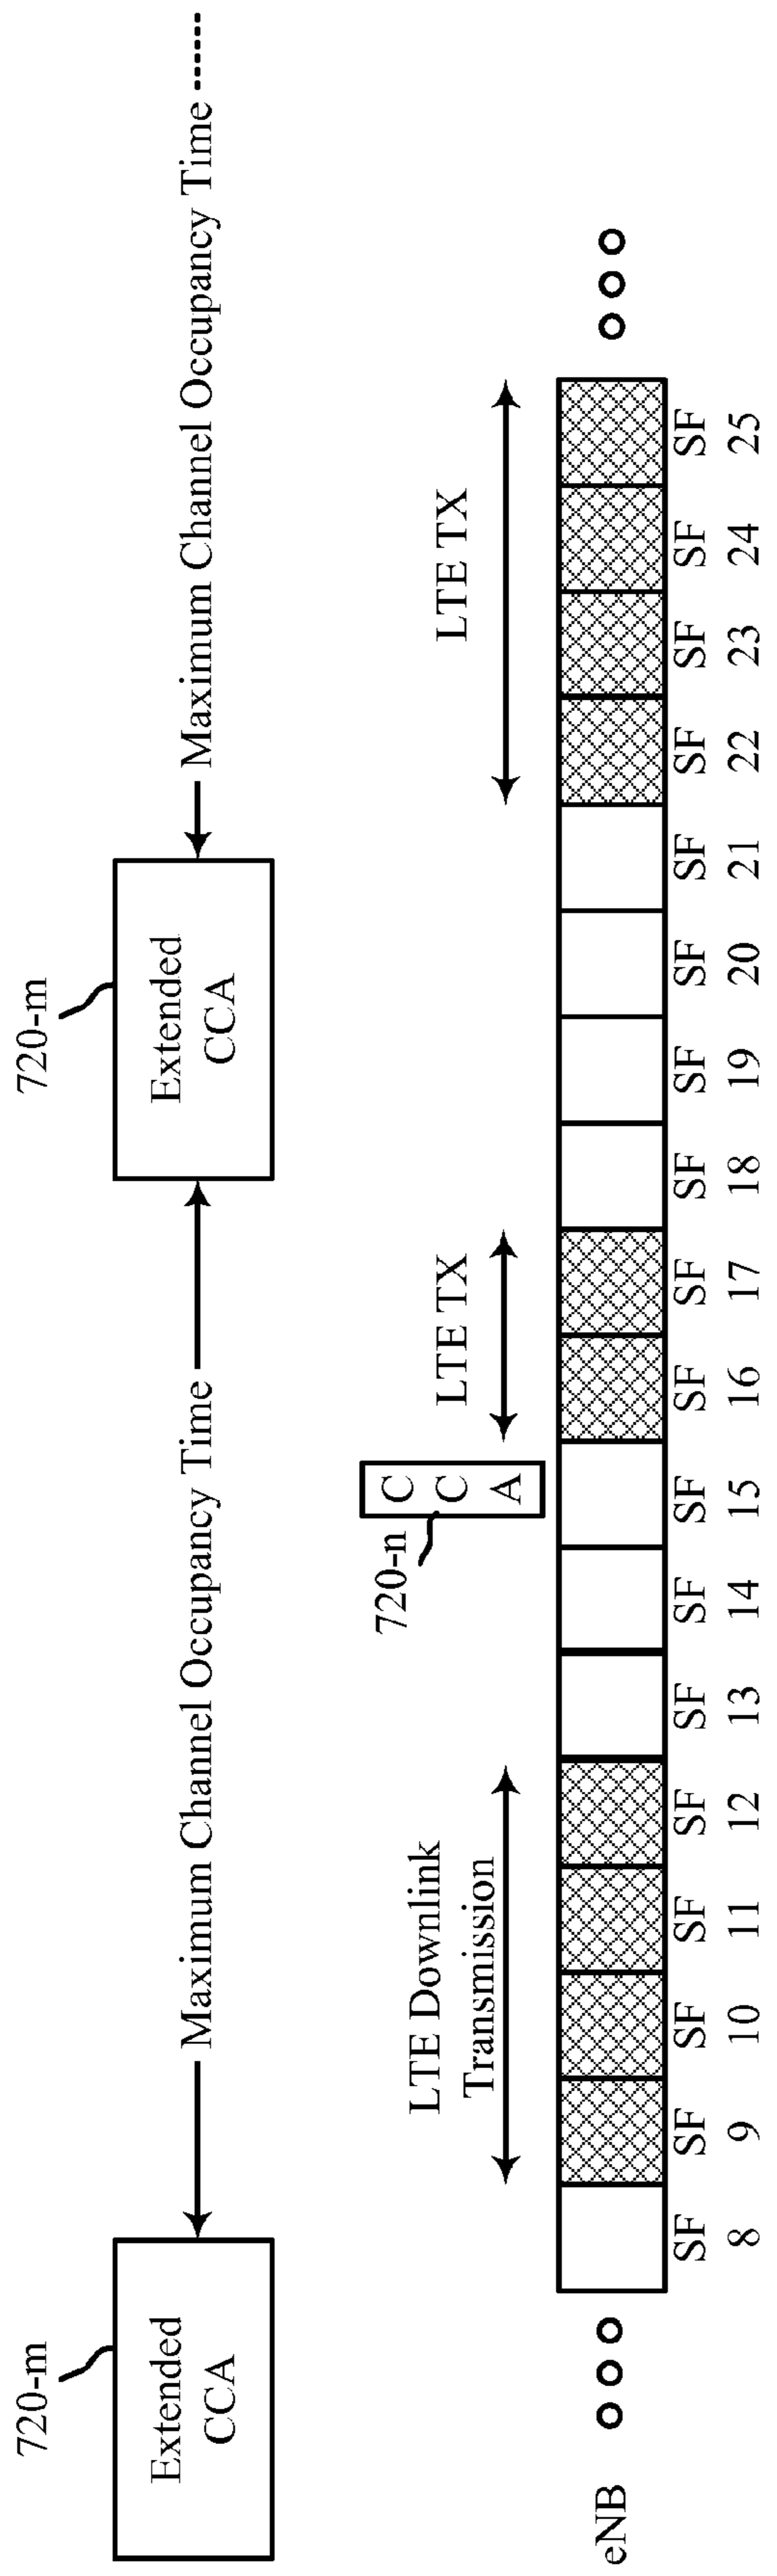 720-m
720-m
Extended
CCA
Maximum Channel Occupancy Time
Extended
CCA
Maximum Channel Occupancy Time
720-n
C
C
A
LTE Downlink
Transmission
LTE TX
LTE TX
eNB
SF SF SF SF SF SF SF SF SF SF SF SF SF SF SF SF SF SF
8 9 10 11 12 13 14 15 16 17 18 19 20 21 22 23 24 25